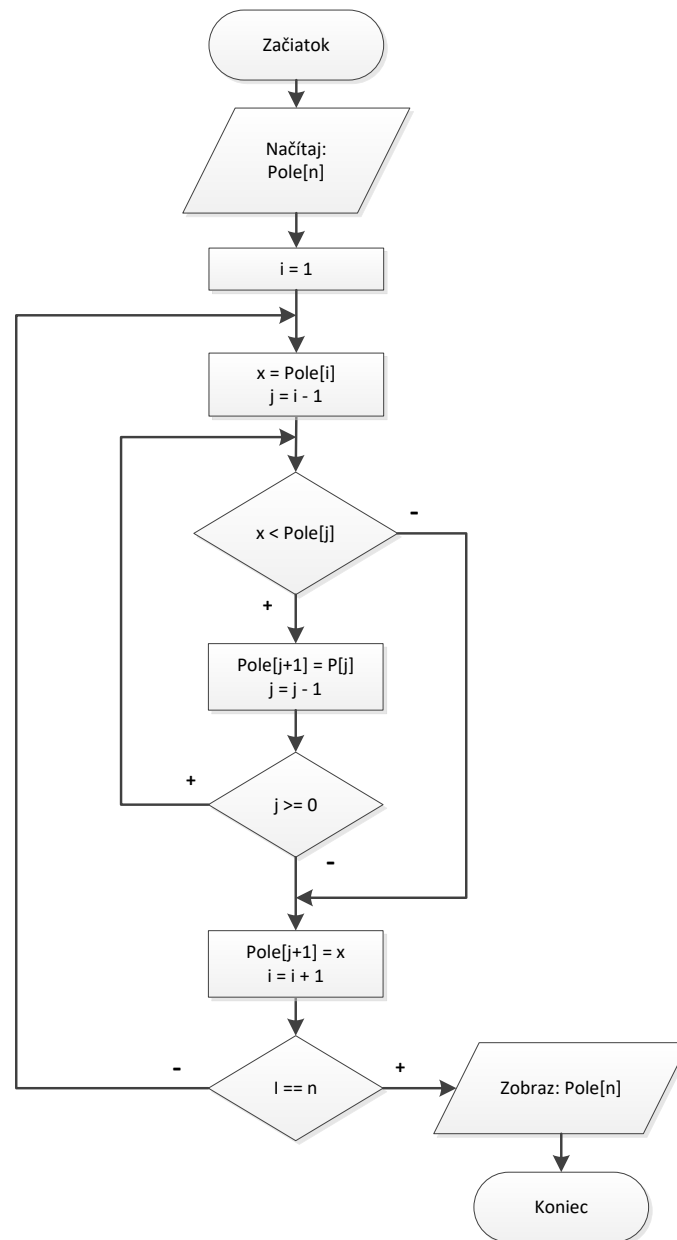 Začiatok
Načítaj:
Pole[n]
i = 1
x = Pole[i]
j = i - 1
x < Pole[j]
-
+
Pole[j+1] = P[j]
j = j - 1
+
j >= 0
-
Pole[j+1] = x
i = i + 1
-
I == n
+
Zobraz: Pole[n]
Koniec